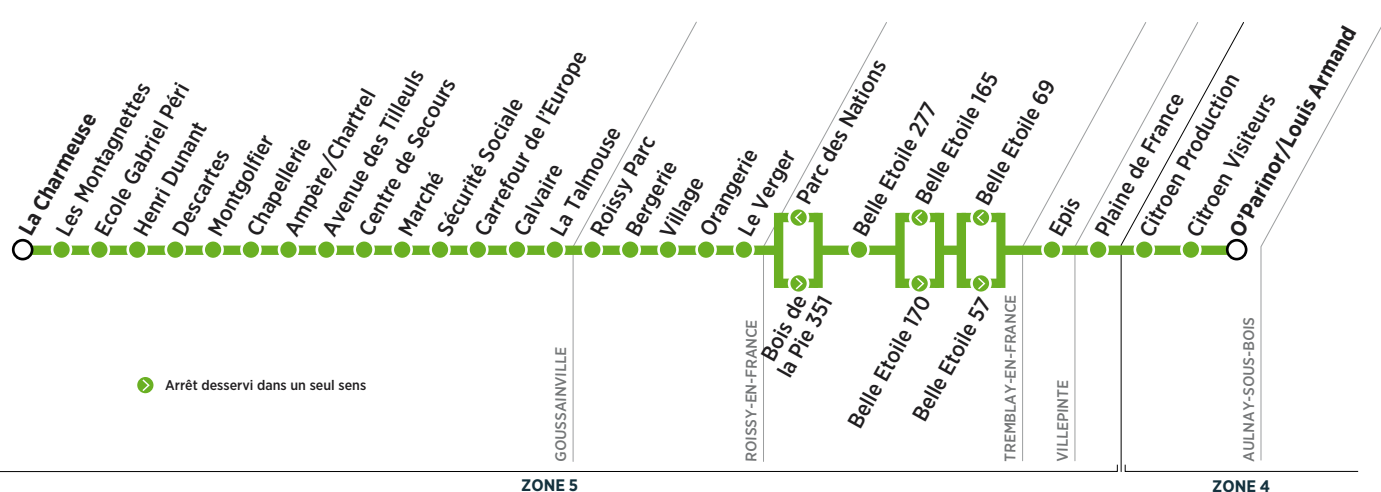 La Charmeuse
Les Montagnettes
Ecole Gabriel Péri
Henri Dunant
Descartes
Montgolfier
Chapellerie
Ampère/Chartrel
Avenue des Tilleuls
Centre de Secours
Marché
Sécurité Sociale
Carrefour de l'Europe
Calvaire
La Talmouse
Roissy Parc
Bergerie
Village
Orangerie
Le Verger
Parc des Nations
Bois de
la Pie 351
Belle Etoile 277
Belle Etoile 165
Belle Etoile 170
Belle Etoile 69
Belle Etoile 57
Epis
Plaine de France
Citroen Production
Citroen Visiteurs
O'Parinor/Louis Armand
Arrêt desservi dans un seul sens
GOUSSAINVILLE
ROISSY-EN-FRANCE
TREMBLAY-EN-FRANCE
VILLEPINTE
AULNAY-SOUS-BOIS
ZONE 5
ZONE 4